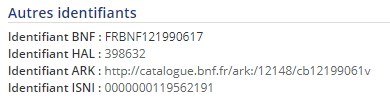 Autres identifiants
Identifiant BNF : FRBNF121990617
Identifiant HAL : 398632
Identifiant ARK : http://catalogue.bnf.fr/ark:/12148/cb12199061v
Identifiant ISNI : 0000000119562191